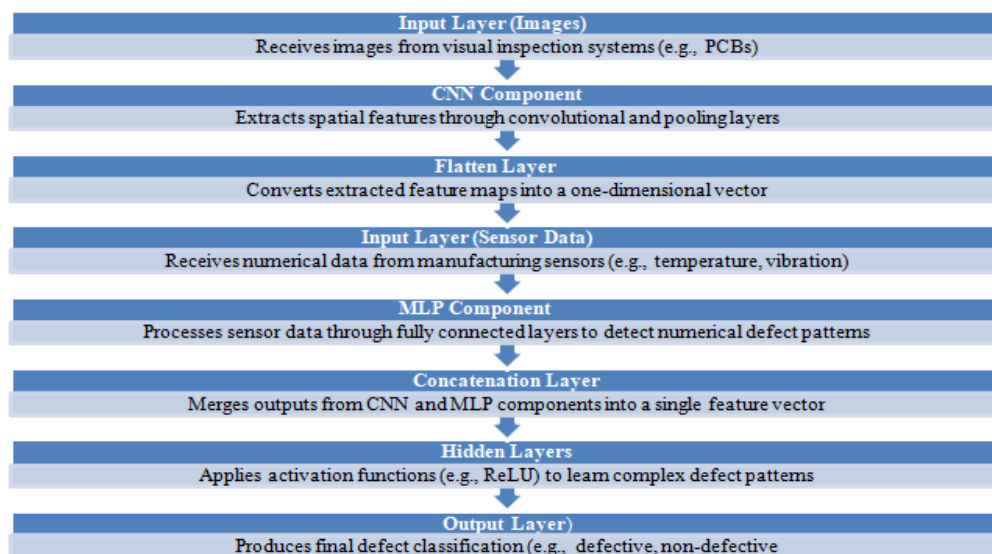 Input Layer (Images)
Receives images from visual inspection systems (e.g., PCBs)
CNN Component
Extracts spatial features through convolutional and pooling layers
Flatten Layer
Converts extracted feature maps into a one-dimensional vector
Input Layer (Sensor Data)
Receives numerical data from manufacturing sensors (e.g., temperature, vibration)
MLP Component
Processes sensor data through fully connected layers to detect numerical defect patterns
Concatenation Layer
Merges outputs from CNN and MLP components into a single feature vector
Hidden Layers
Applies activation functions (e.g., ReLU) to learn complex defect patterns
Output Layer)
Produces final defect classification (e.g., defective, non-defective